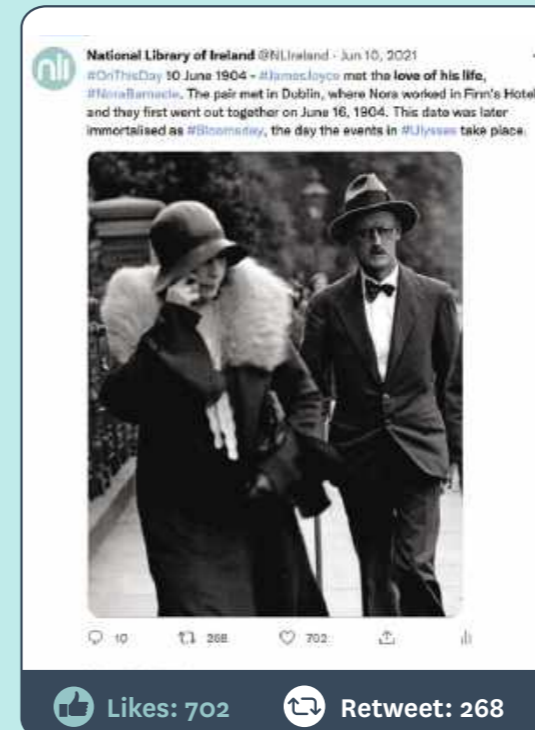 nli
National Library of Ireland @NLIreland · Jun 10, 2021
#OnThisDay 10 June 1904 - #JamesJoyce met the love of his life,
#NoraBarnacle. The pair met in Dublin, where Nora worked in Finn's Hotel
and they first went out together on June 16, 1904. This date was later
immortalised as #Bloomsday, the day the events in #Ulysses take place.
10 268 702
Likes: 702 Retweet: 268